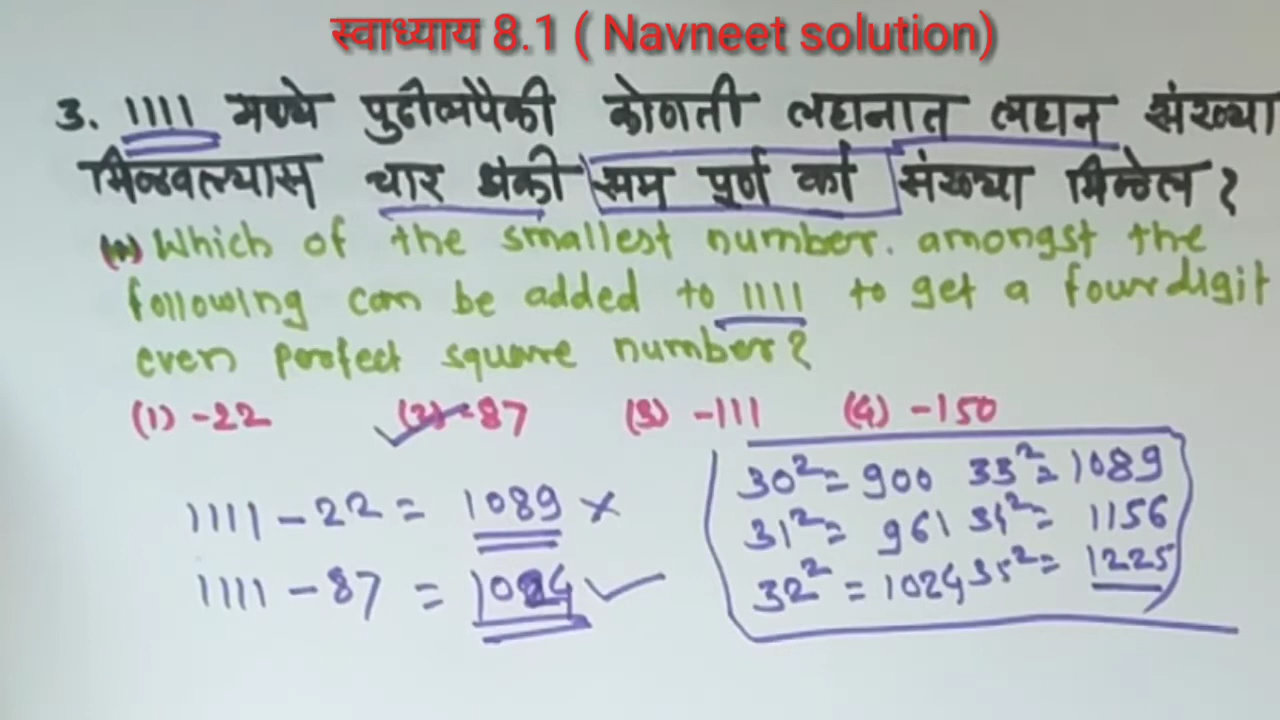 स्वाध्याय 8.1 ( Navneet solution)
3. 1111 मध्ये पुढीलपैकी कोणती लहानात लहान संख्या
मिळवल्यास चार अंकी सम पूर्ण वर्ग संख्या मिळेल ?
Which of the smallest number. amongst the
following can be added to 1111 to get a four digit
even perfect square number?
(1) -22 (2) -87 (3) -111 (4) -150
30² = 900 33² = 1089
1111 - 22 = 1089 ×
31² = 961 34² = 1156
1111 - 87 = 1024 ✓
32² = 1024 35² = 1225